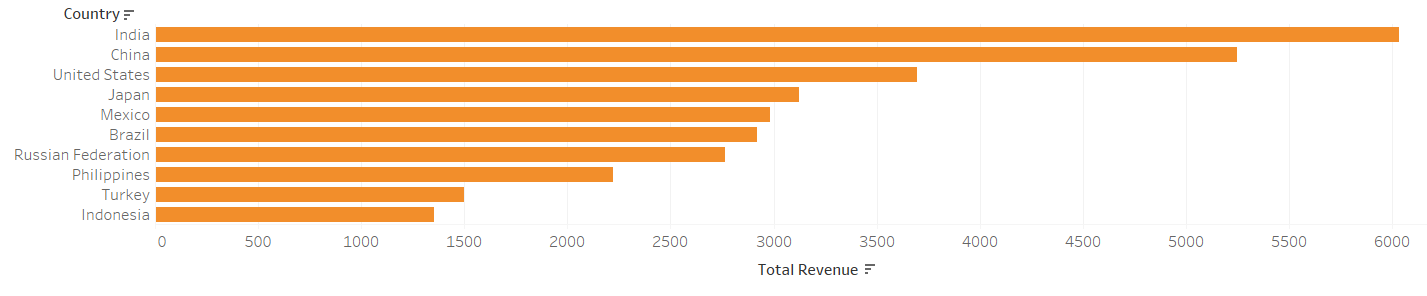 Country
India
China
United States
Japan
Mexico
Brazil
Russian Federation
Philippines
Turkey
Indonesia
0 500 1000 1500 2000 2500 3000 3500 4000 4500 5000 5500 6000
Total Revenue